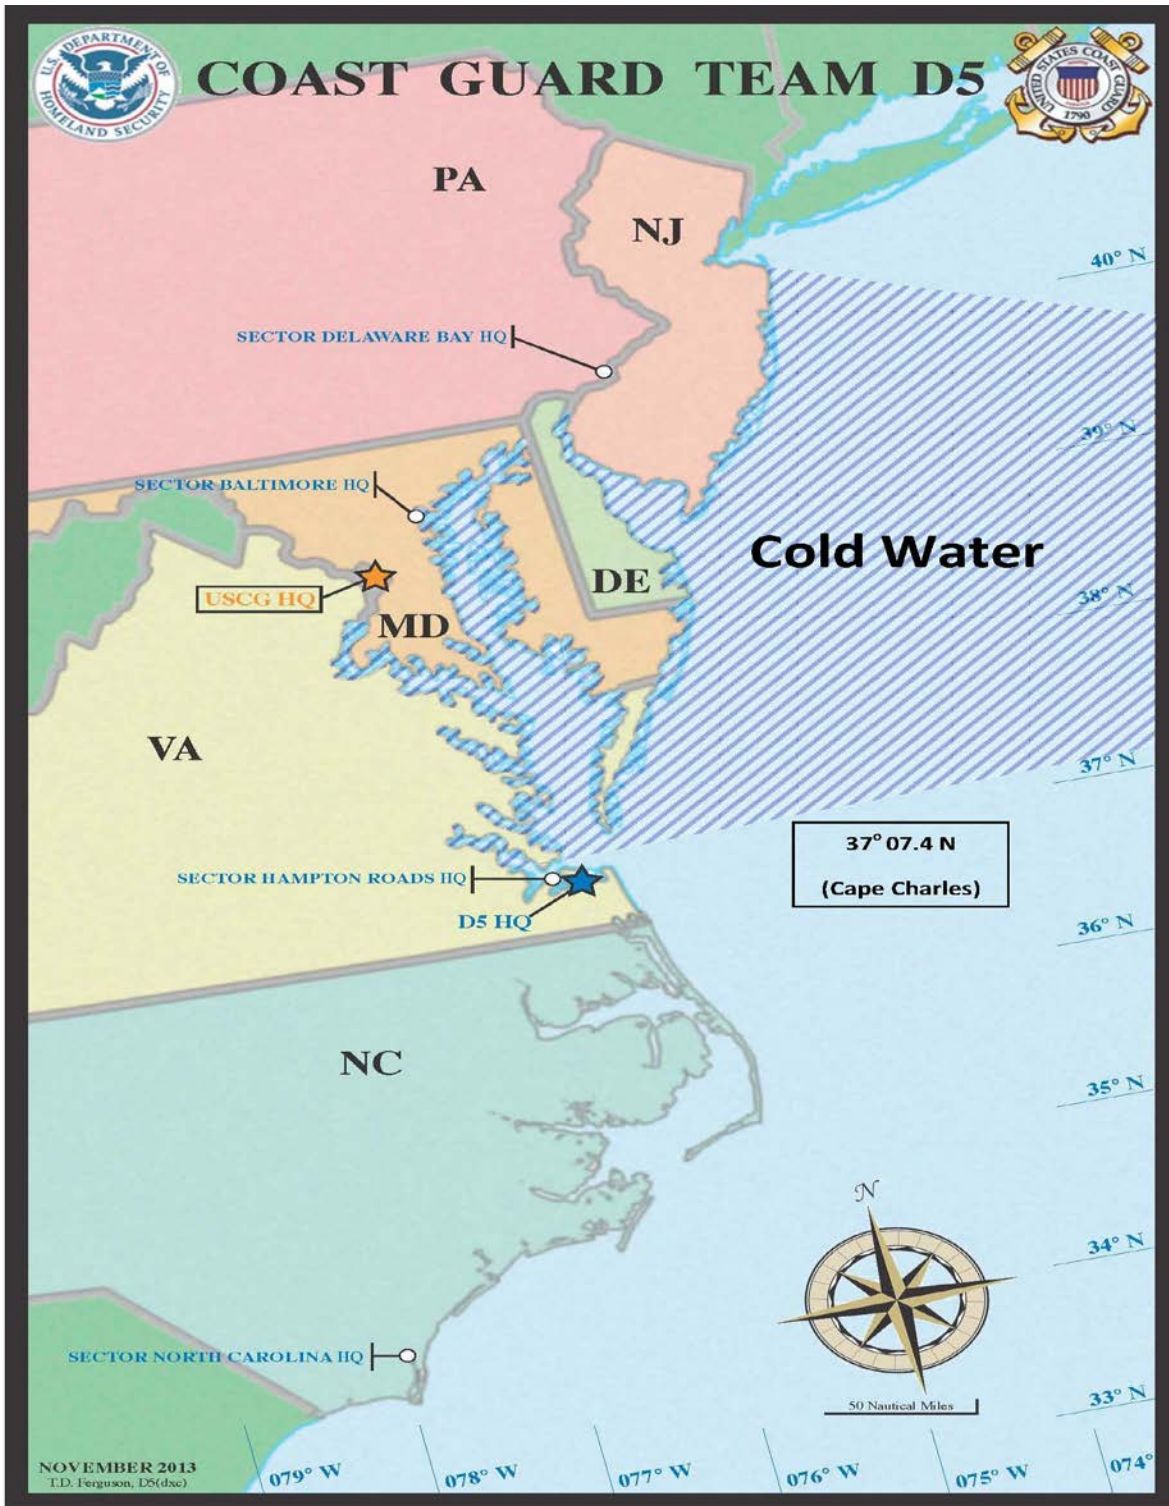 COAST GUARD TEAM D5
U.S. DEPARTMENT OF
HOMELAND SECURITY
UNITED STATES COAST GUARD
1790
PA
NJ
40° N
SECTOR DELAWARE BAY HQ
39° N
SECTOR BALTIMORE HQ
Cold Water
DE
USCG HQ
38° N
MD
VA
37° N
37° 07.4 N
(Cape Charles)
SECTOR HAMPTON ROADS HQ
D5 HQ
36° N
NC
35° N
N
34° N
SECTOR NORTH CAROLINA HQ
50 Nautical Miles
33° N
NOVEMBER 2013
T.D. Ferguson, D5(dxc)
079° W
078° W
077° W
076° W
075° W
074°